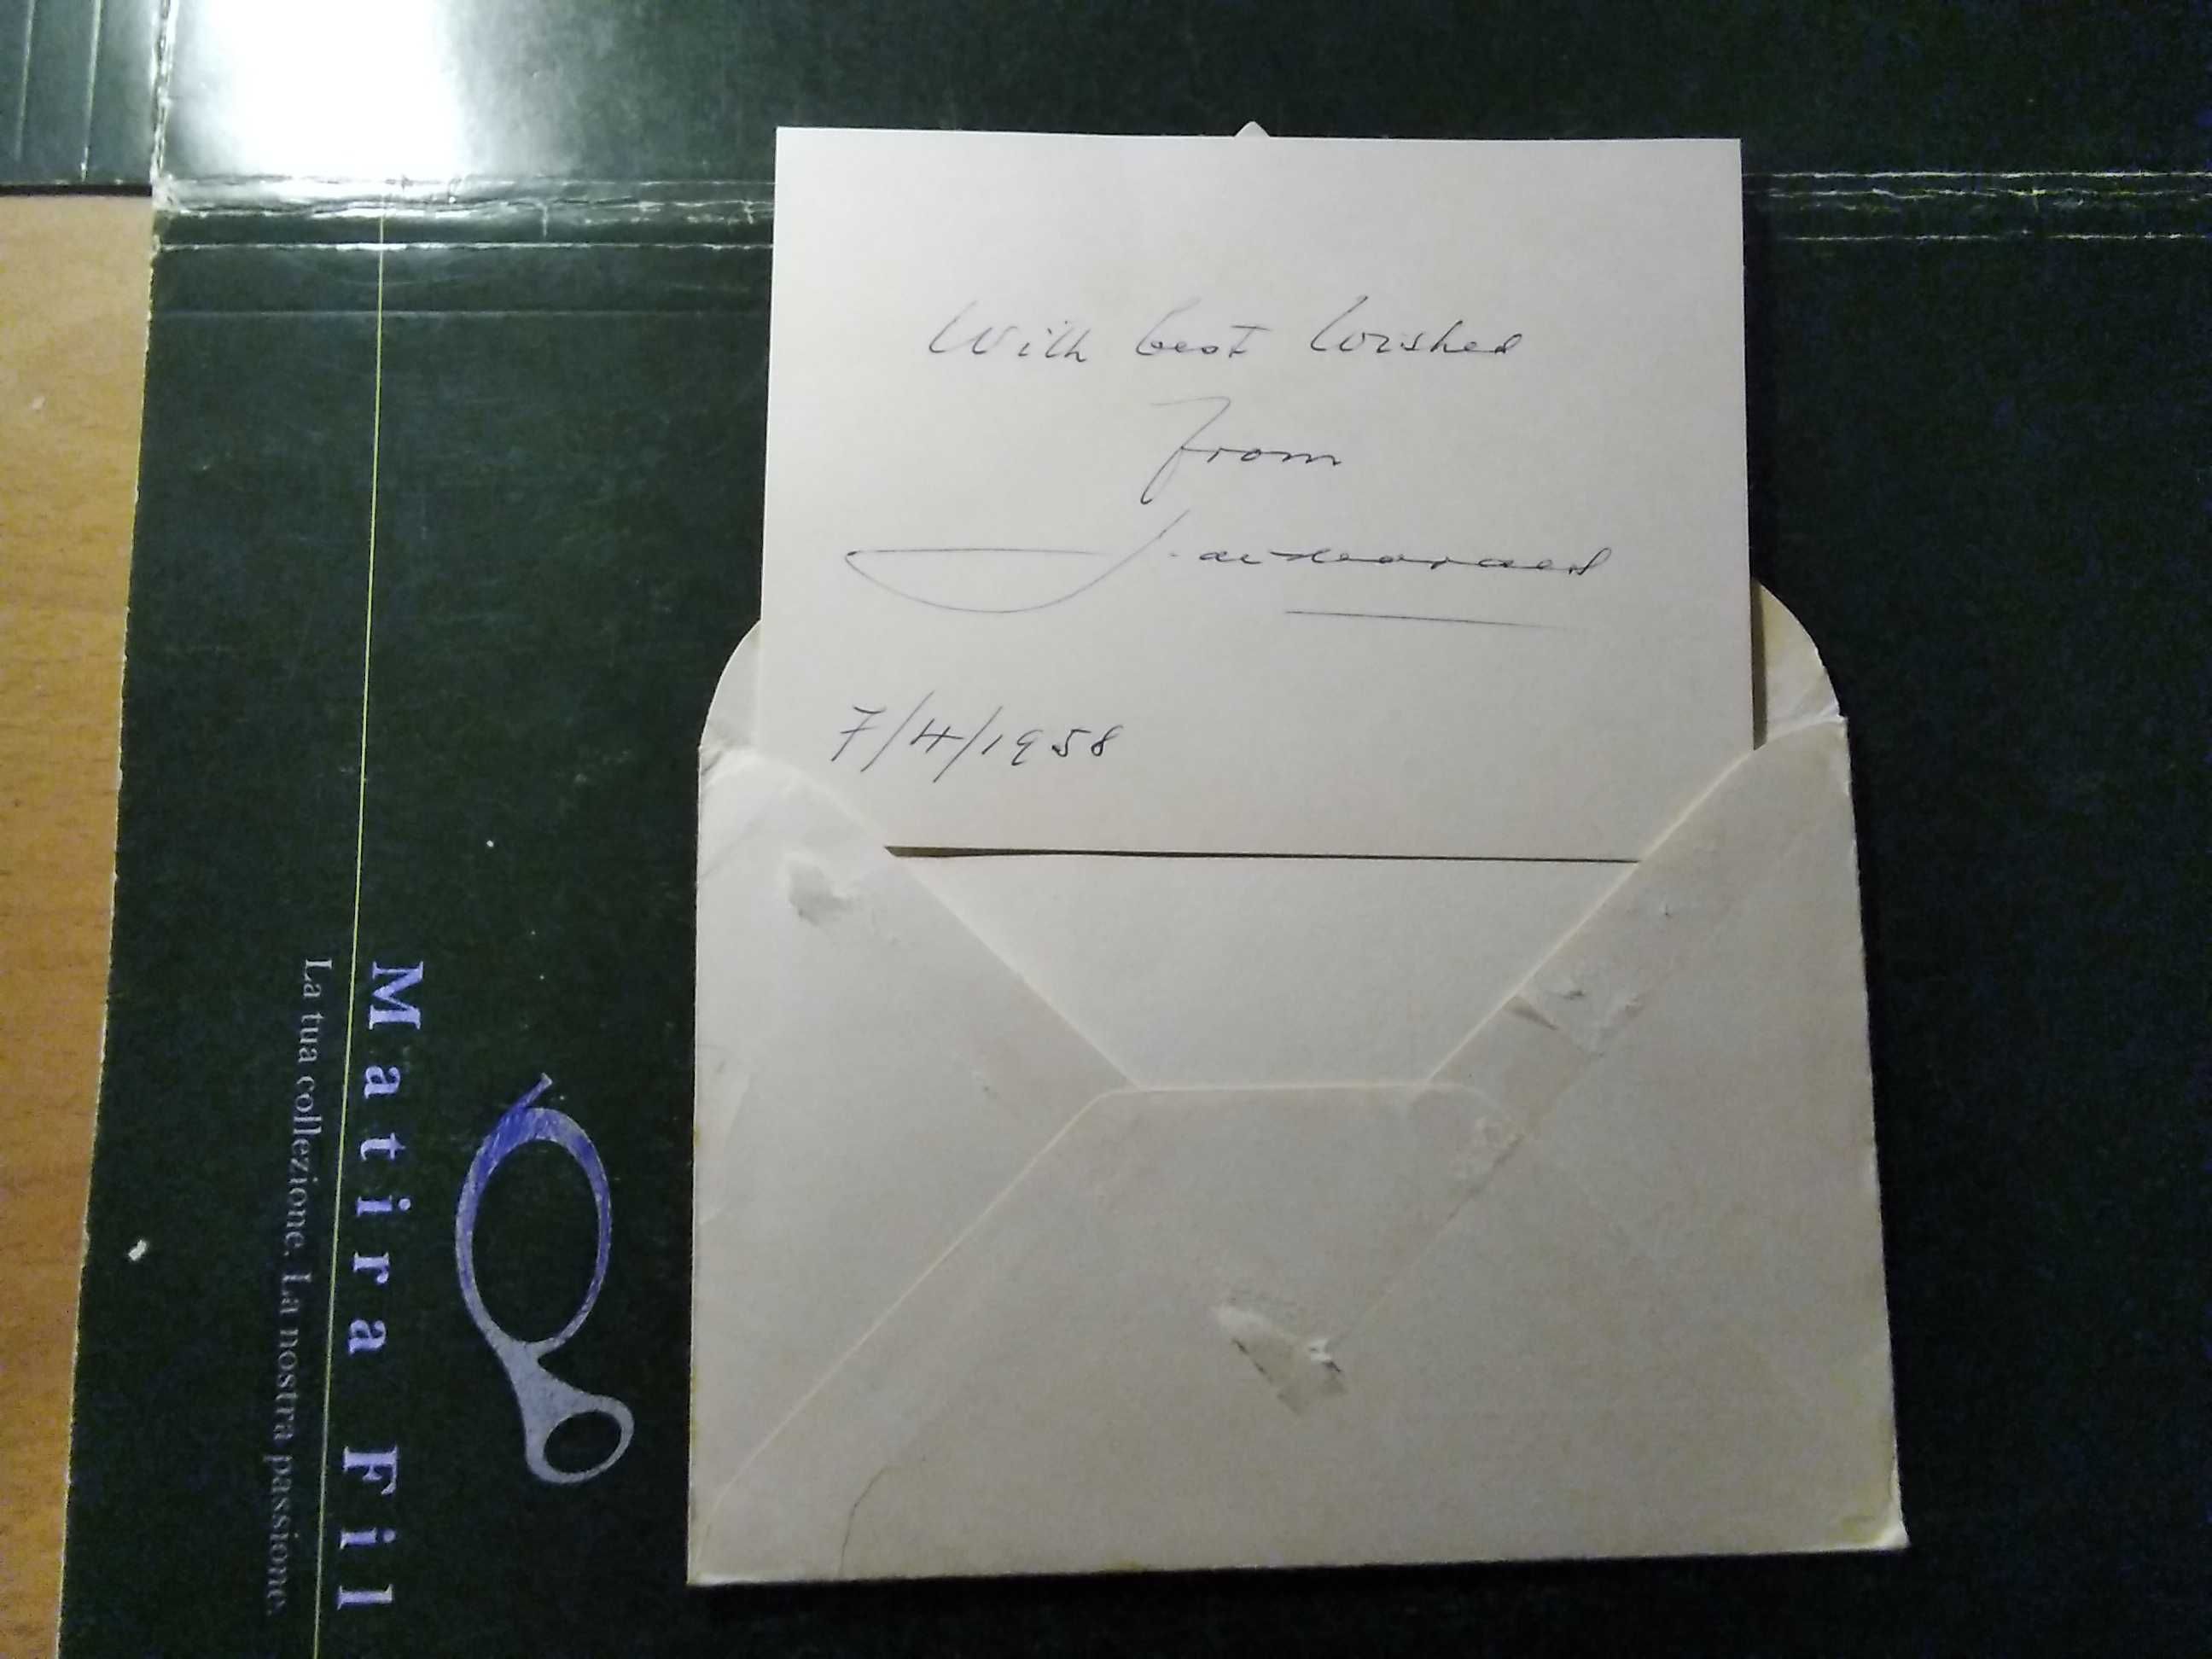 With best Wishes
From
7/4/1958
Matira Fil
La tua collezione. La nostra passione.